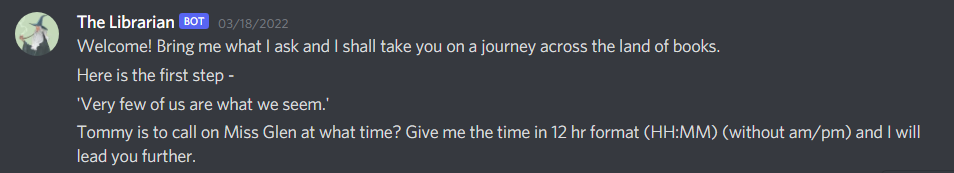 The Librarian BOT 03/18/2022
Welcome! Bring me what I ask and I shall take you on a journey across the land of books.
Here is the first step -
'Very few of us are what we seem.'
Tommy is to call on Miss Glen at what time? Give me the time in 12 hr format (HH:MM) (without am/pm) and I will
lead you further.